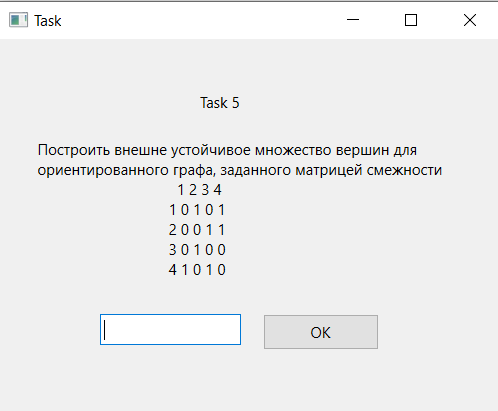 Task
Task 5
Построить внешне устойчивое множество вершин для
ориентированного графа, заданного матрицей смежности
1 2 3 4
1 0 1 0 1
2 0 0 1 1
3 0 1 0 0
4 1 0 1 0
OK